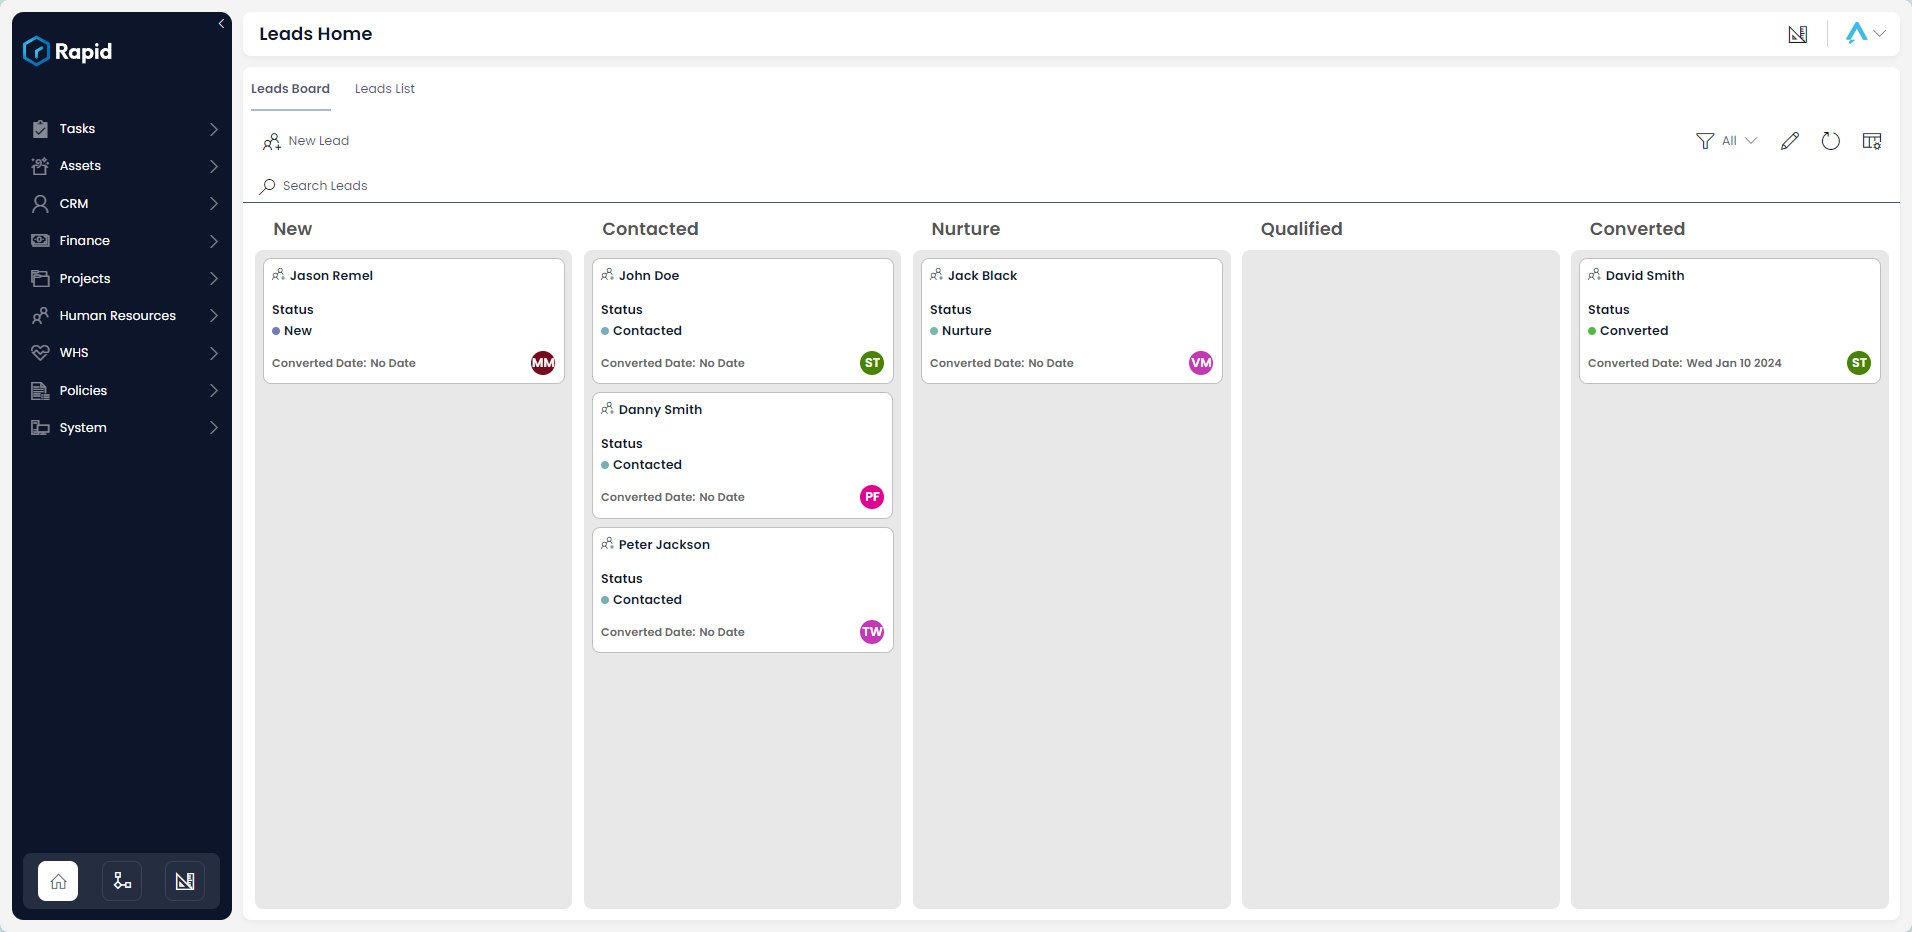 Rapid
Tasks
Assets
CRM
Finance
Projects
Human Resources
WHS
Policies
System
Leads Home
Leads Board
Leads List
New Lead
All
Search Leads
New
Jason Remel
Status
New
Converted Date: No Date
MM
Contacted
John Doe
Status
Contacted
Converted Date: No Date
ST
Danny Smith
Status
Contacted
Converted Date: No Date
PF
Peter Jackson
Status
Contacted
Converted Date: No Date
TW
Nurture
Jack Black
Status
Nurture
Converted Date: No Date
VM
Qualified
Converted
David Smith
Status
Converted
Converted Date: Wed Jan 10 2024
ST